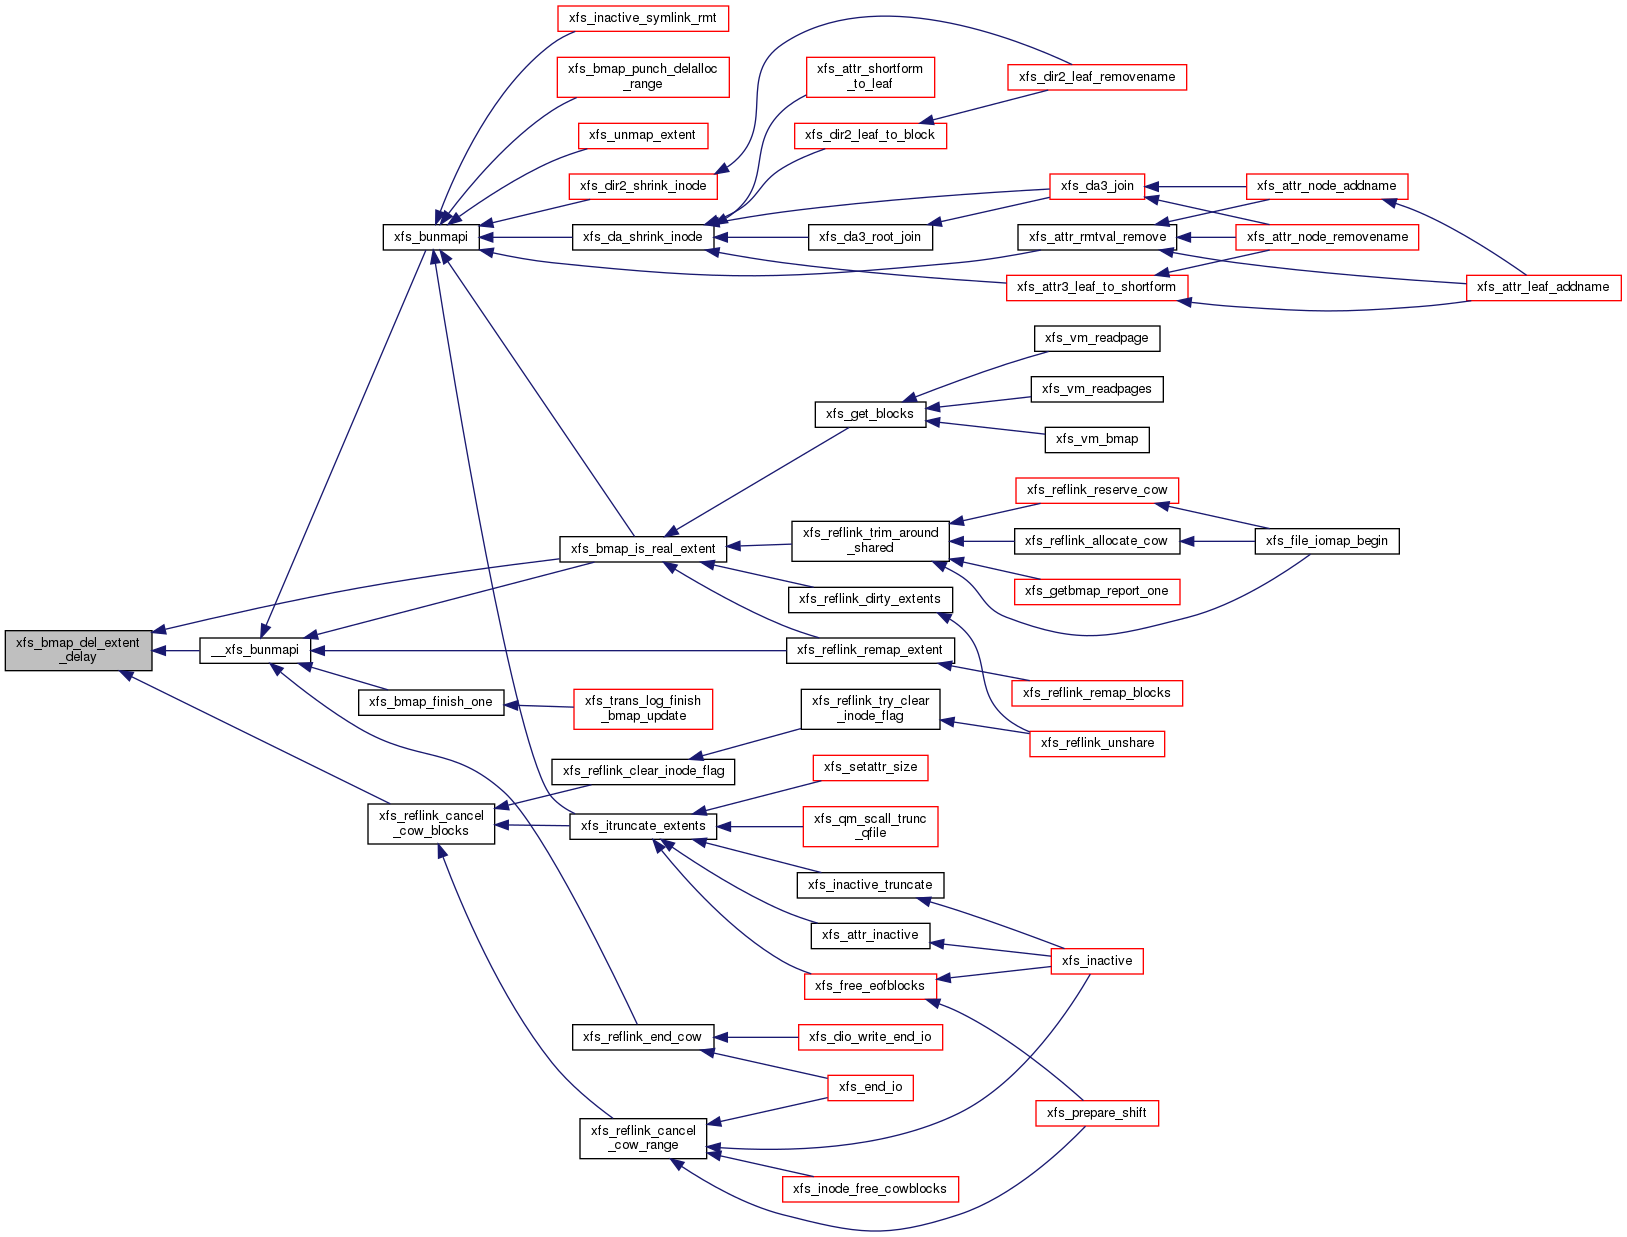 xfs_inactive_symlink_rmt
xfs_bmap_punch_delalloc
_range
xfs_unmap_extent
xfs_dir2_shrink_inode
xfs_bunmapi
xfs_da_shrink_inode
xfs_attr_shortform
_to_leaf
xfs_dir2_leaf_to_block
xfs_dir2_leaf_removename
xfs_da3_join
xfs_da3_root_join
xfs_attr_rmtval_remove
xfs_attr3_leaf_to_shortform
xfs_attr_node_addname
xfs_attr_node_removename
xfs_attr_leaf_addname
xfs_vm_readpage
xfs_vm_readpages
xfs_vm_bmap
xfs_get_blocks
xfs_bmap_is_real_extent
xfs_reflink_trim_around
_shared
xfs_reflink_reserve_cow
xfs_reflink_allocate_cow
xfs_getbmap_report_one
xfs_file_iomap_begin
xfs_reflink_dirty_extents
xfs_reflink_remap_extent
xfs_reflink_remap_blocks
xfs_bmap_del_extent
_delay
__xfs_bunmapi
xfs_bmap_finish_one
xfs_trans_log_finish
_bmap_update
xfs_reflink_try_clear
_inode_flag
xfs_reflink_unshare
xfs_reflink_clear_inode_flag
xfs_reflink_cancel
_cow_blocks
xfs_itruncate_extents
xfs_setattr_size
xfs_qm_scall_trunc
_qfile
xfs_inactive_truncate
xfs_attr_inactive
xfs_free_eofblocks
xfs_inactive
xfs_reflink_end_cow
xfs_dio_write_end_io
xfs_end_io
xfs_prepare_shift
xfs_reflink_cancel
_cow_range
xfs_inode_free_cowblocks